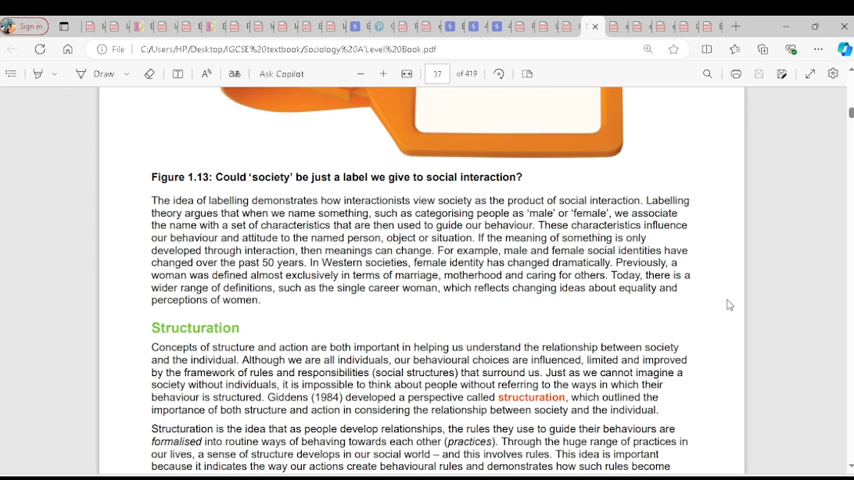 Sign in
File
C:/Users/HP/Desktop/IGCSE%20textbook/Sociology%20A'Level%20Book.pdf
Draw
Ask Copilot
37 of 419
Figure 1.13: Could ‘society’ be just a label we give to social interaction?
The idea of labelling demonstrates how interactionists view society as the product of social interaction. Labelling
theory argues that when we name something, such as categorising people as ‘male’ or ‘female’, we associate
the name with a set of characteristics that are then used to guide our behaviour. These characteristics influence
our behaviour and attitude to the named person, object or situation. If the meaning of something is only
developed through interaction, then meanings can change. For example, male and female social identities have
changed over the past 50 years. In Western societies, female identity has changed dramatically. Previously, a
woman was defined almost exclusively in terms of marriage, motherhood and caring for others. Today, there is a
wider range of definitions, such as the single career woman, which reflects changing ideas about equality and
perceptions of women.
Structuration
Concepts of structure and action are both important in helping us understand the relationship between society
and the individual. Although we are all individuals, our behavioural choices are influenced, limited and improved
by the framework of rules and responsibilities (social structures) that surround us. Just as we cannot imagine a
society without individuals, it is impossible to think about people without referring to the ways in which their
behaviour is structured. Giddens (1984) developed a perspective called structuration, which outlined the
importance of both structure and action in considering the relationship between society and the individual.
Structuration is the idea that as people develop relationships, the rules they use to guide their behaviours are
formalised into routine ways of behaving towards each other (practices). Through the huge range of practices in
our lives, a sense of structure develops in our social world – and this involves rules. This idea is important
because it indicates the way our actions create behavioural rules and demonstrates how such rules become